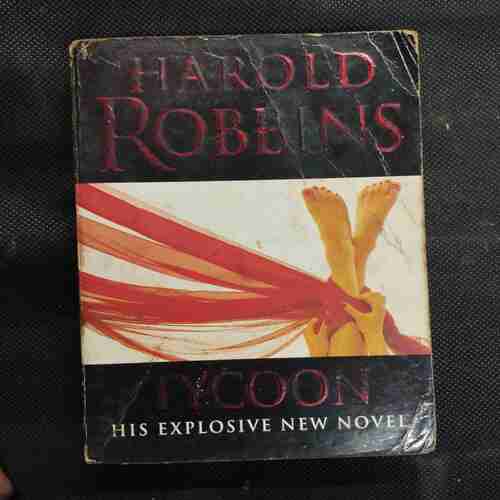 HAROLD
ROBBINS
TYCOON
HIS EXPLOSIVE NEW NOVEL